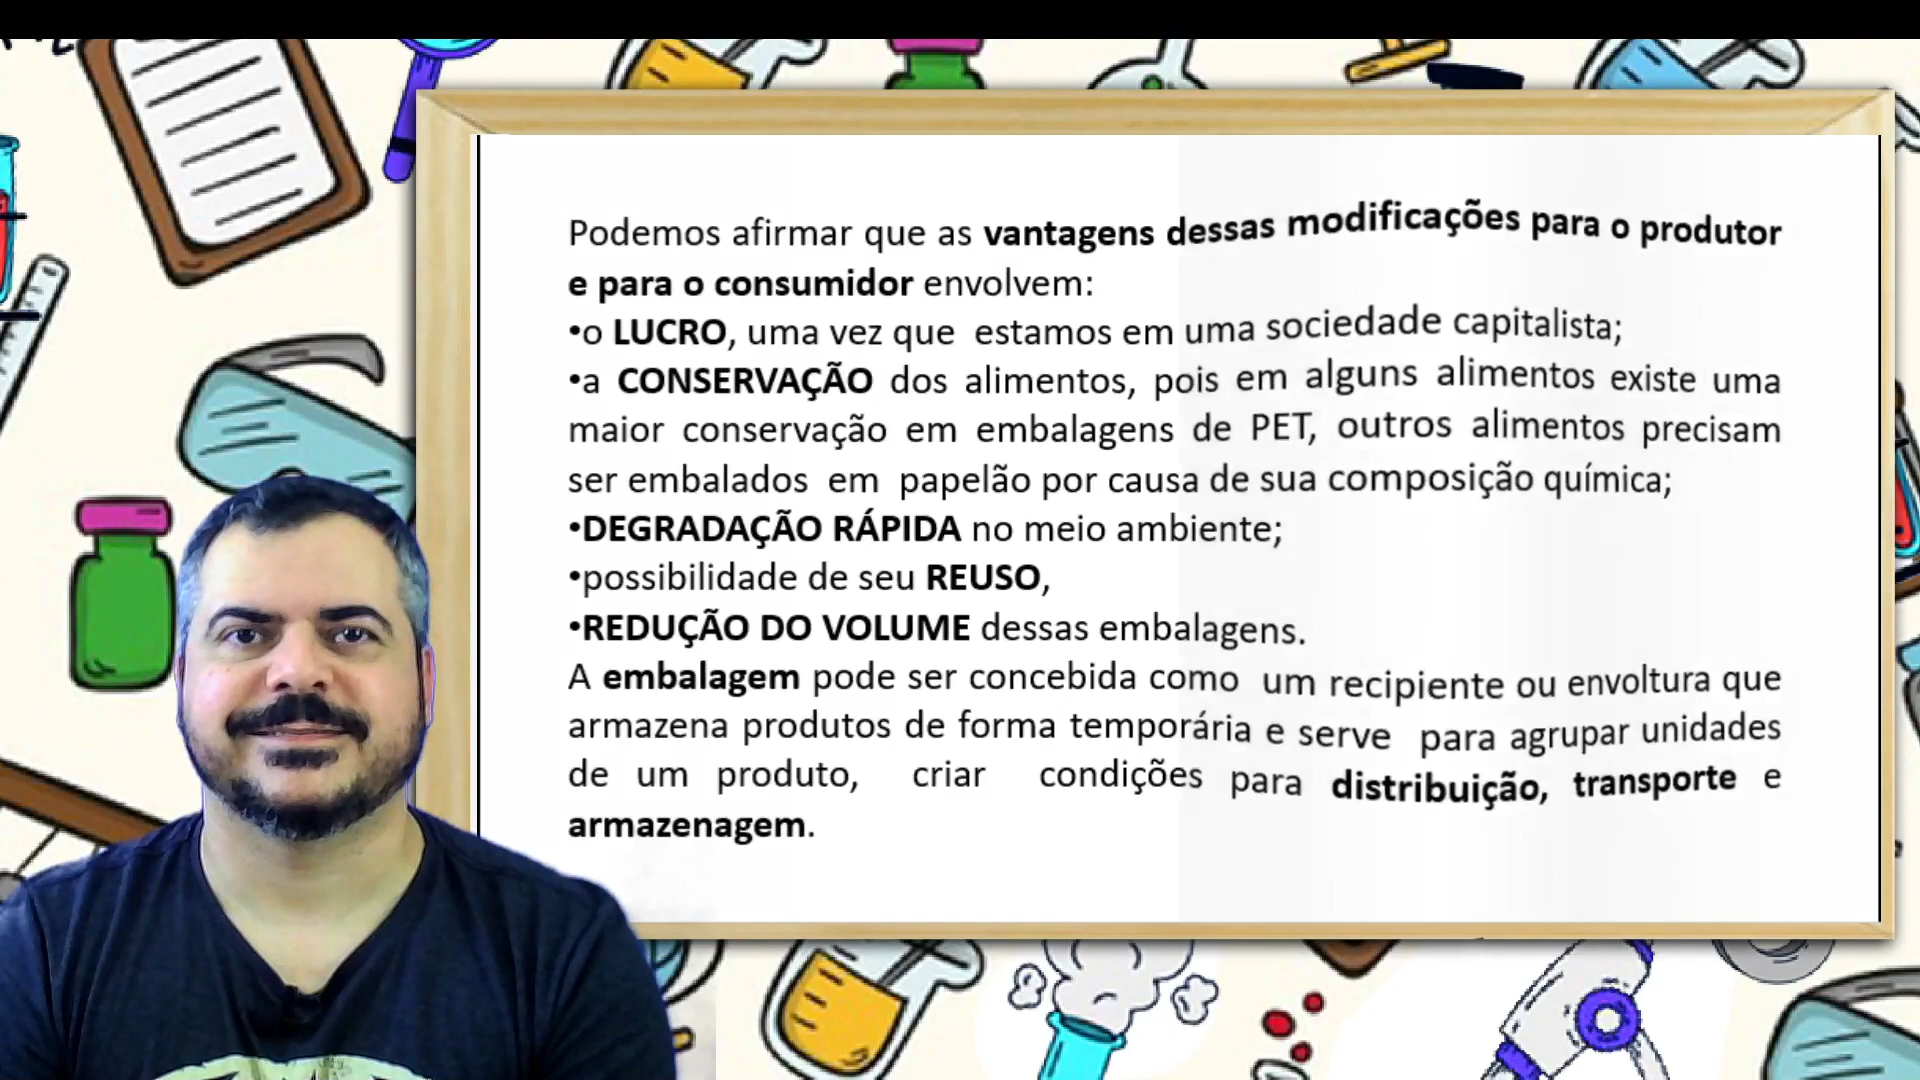 Podemos afirmar que as vantagens dessas modificações para o produtor
e para o consumidor envolvem:
•o LUCRO, uma vez que estamos em uma sociedade capitalista;
•a CONSERVAÇÃO dos alimentos, pois em alguns alimentos existe uma
maior conservação em embalagens de PET, outros alimentos precisam
ser embalados em papelão por causa de sua composição química;
•DEGRADAÇÃO RÁPIDA no meio ambiente;
•possibilidade de seu REUSO,
•REDUÇÃO DO VOLUME dessas embalagens.
A embalagem pode ser concebida como um recipiente ou envoltura que
armazena produtos de forma temporária e serve para agrupar unidades
de um produto, criar condições para distribuição, transporte e
armazenagem.